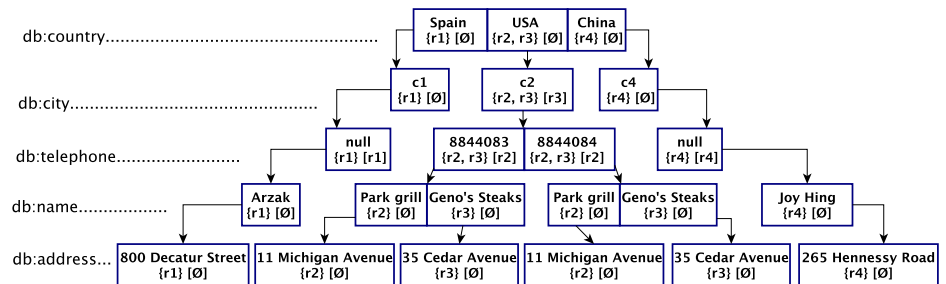 db:country..................................................... Spain USA China
{r1} [Ø] {r2, r3} [Ø] {r4} [Ø]
db:city................................................ c1 c2 c4
{r1} [Ø] {r2, r3} [r3] {r4} [Ø]
db:telephone........................ null 8844083 8844084 null
{r1} [r1] {r2, r3} [r2] {r2, r3} [r2] {r4} [r4]
db:name................. Arzak Park grill Geno's Steaks Park grill Geno's Steaks Joy Hing
{r1} [Ø] {r2} [Ø] {r3} [Ø] {r2} [Ø] {r3} [Ø] {r4} [Ø]
db:address... 800 Decatur Street 11 Michigan Avenue 35 Cedar Avenue 11 Michigan Avenue 35 Cedar Avenue 265 Hennessy Road
{r1} [Ø] {r2} [Ø] {r3} [Ø] {r2} [Ø] {r3} [Ø] {r4} [Ø]